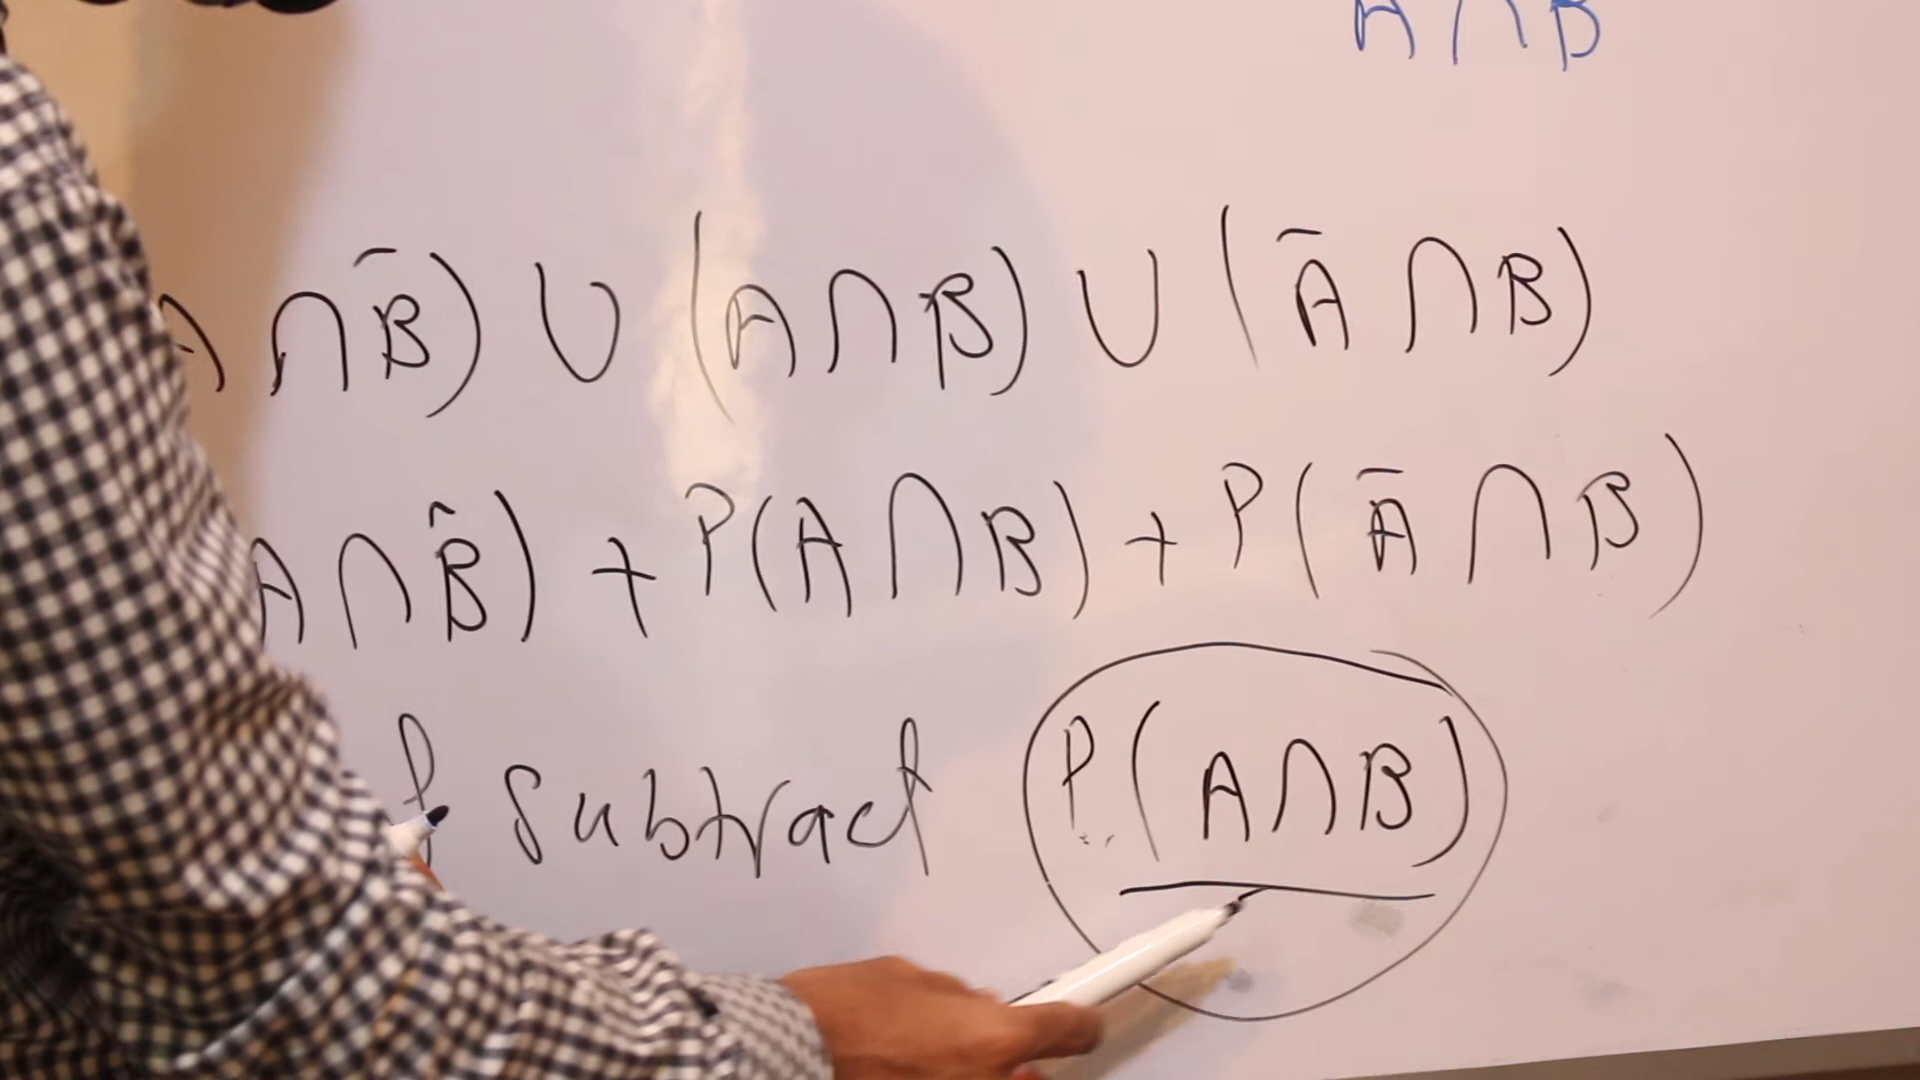 A ∩ B
A ∩ B̄) ∪ (A ∩ B) ∪ (Ā ∩ B)
A ∩ B̂) + P(A ∩ B) + P(Ā ∩ B)
subtract P(A ∩ B)